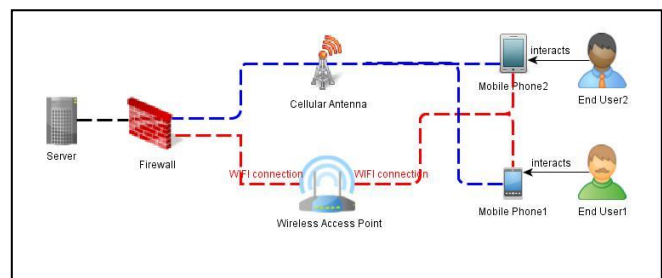 interacts
Mobile Phone2
End User2
Cellular Antenna
Server
Firewall
WIFI connection
WIFI connection
interacts
Wireless Access Point
Mobile Phone1
End User1